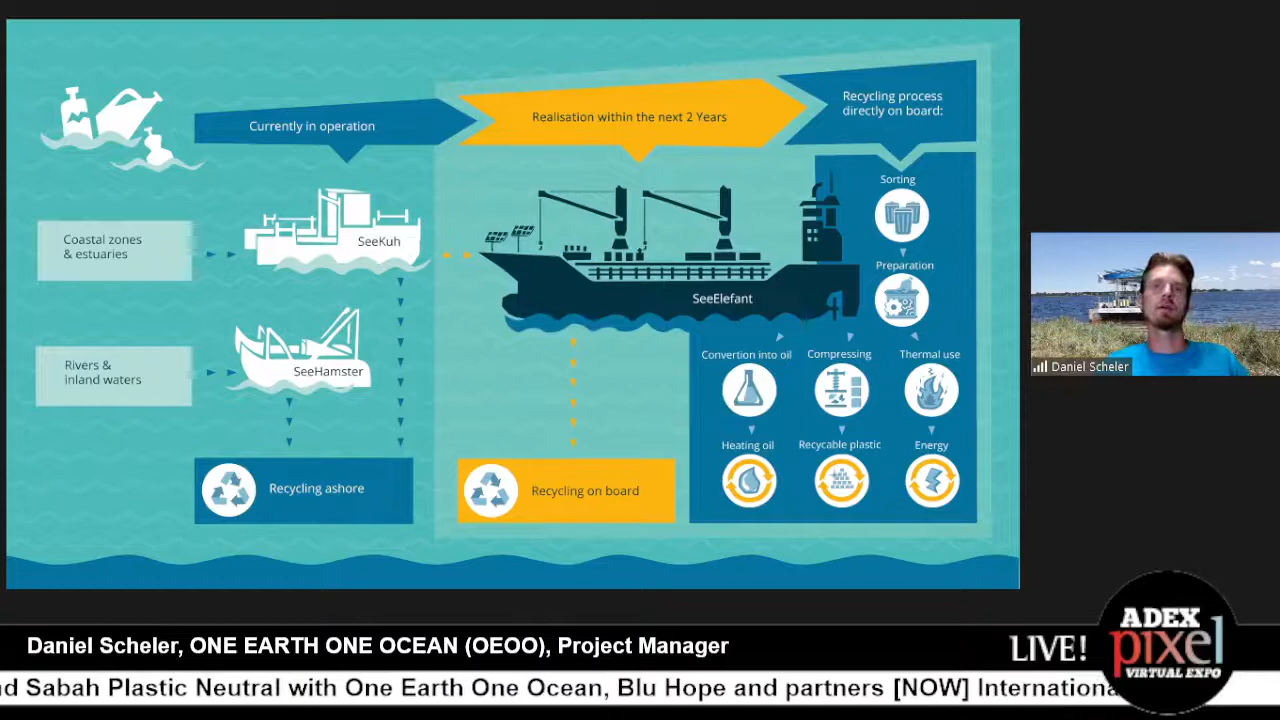 Currently in operation
Realisation within the next 2 Years
Recycling process
directly on board:
Coastal zones
& estuaries
SeeKuh
Rivers &
inland waters
SeeHamster
SeeElefant
Sorting
Preparation
Convertion into oil
Compressing
Thermal use
Heating oil
Recycable plastic
Energy
Recycling ashore
Recycling on board
Daniel Scheler
Daniel Scheler, ONE EARTH ONE OCEAN (OEOO), Project Manager
LIVE!
ADEX
pixel
VIRTUAL EXPO
Sabah Plastic Neutral with One Earth One Ocean, Blu Hope and partners [NOW] Internationa